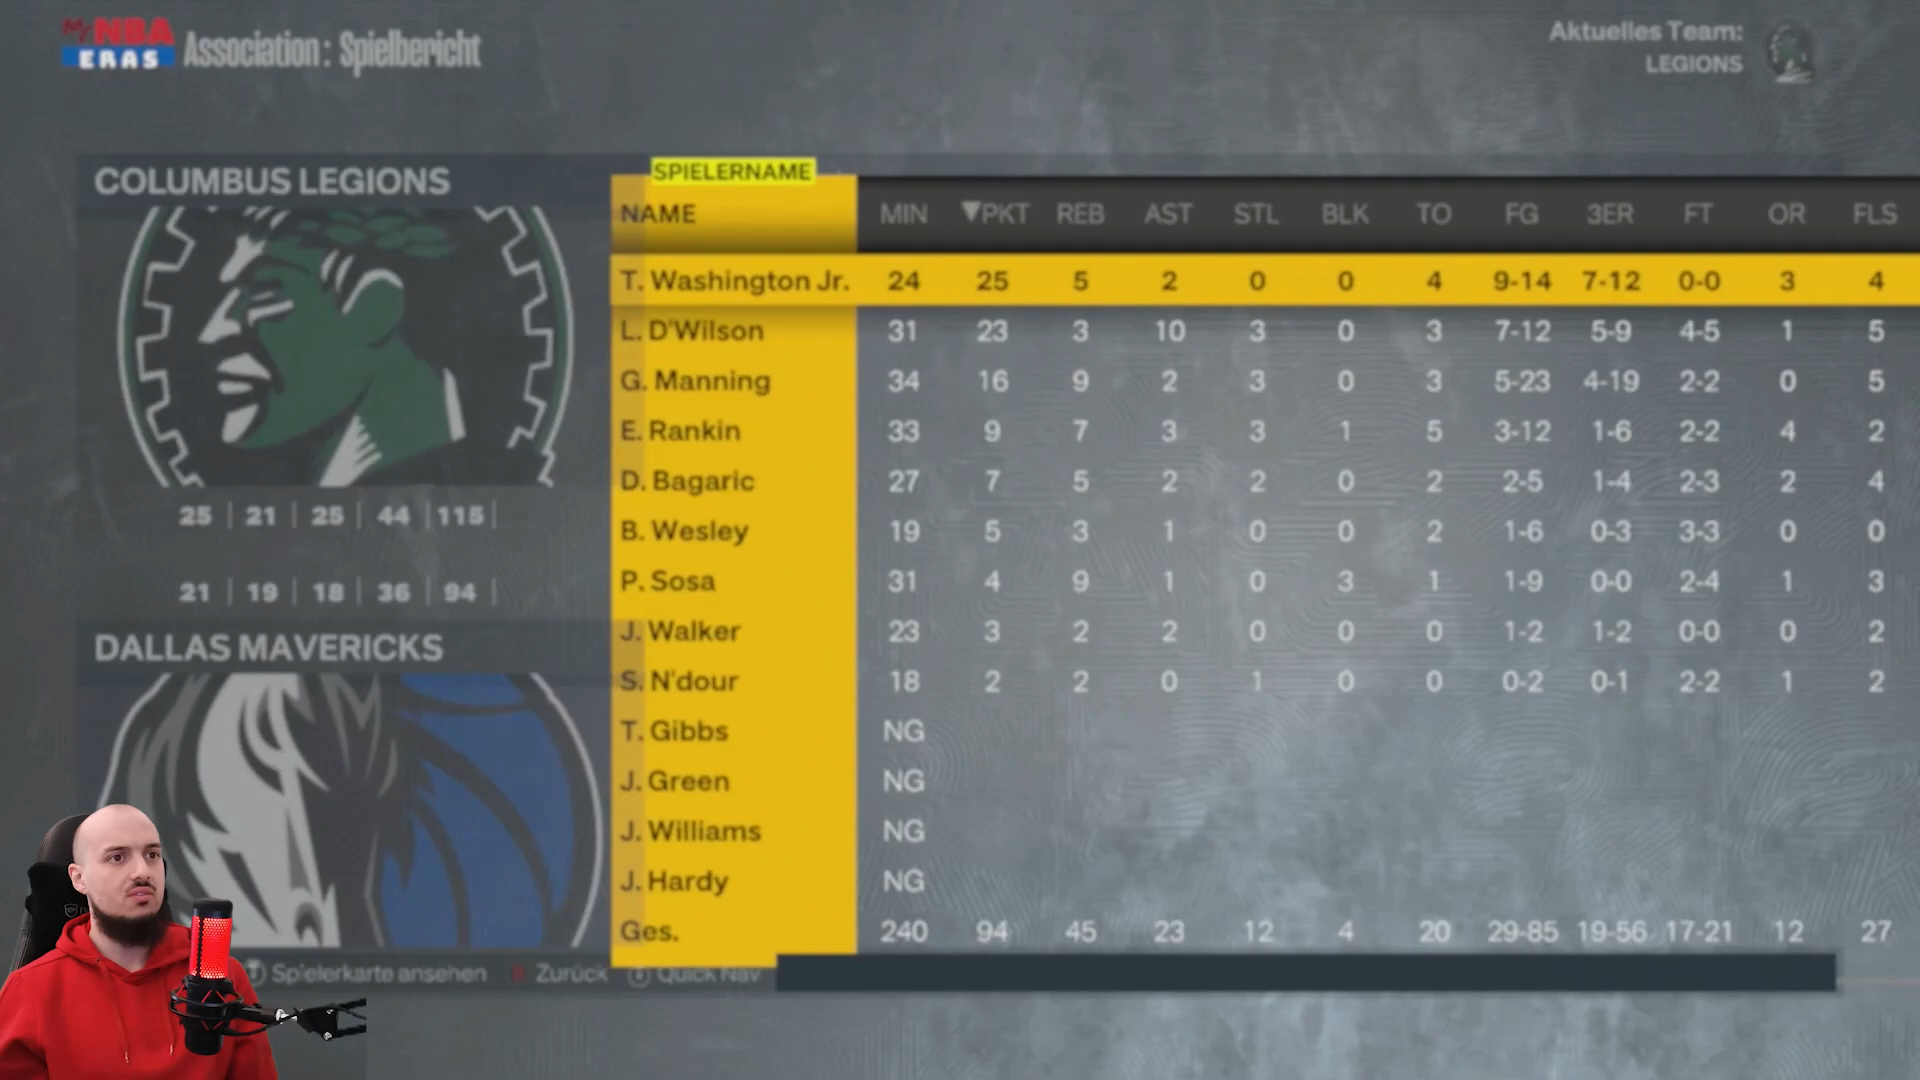 My NBA ERAS Association: Spielbericht
Aktuelles Team:
LEGIONS
COLUMBUS LEGIONS
25 | 21 | 25 | 44 | 115 |
21 | 19 | 18 | 36 | 94 |
DALLAS MAVERICKS
SPIELERNAME
NAME MIN ▼PKT REB AST STL BLK TO FG 3ER FT OR FLS
T. Washington Jr. 24 25 5 2 0 0 4 9-14 7-12 0-0 3 4
L. D'Wilson 31 23 3 10 3 0 3 7-12 5-9 4-5 1 5
G. Manning 34 16 9 2 3 0 3 5-23 4-19 2-2 0 5
E. Rankin 33 9 7 3 3 1 5 3-12 1-6 2-2 4 2
D. Bagaric 27 7 5 2 2 0 2 2-5 1-4 2-3 2 4
B. Wesley 19 5 3 1 0 0 2 1-6 0-3 3-3 0 0
P. Sosa 31 4 9 1 0 3 1 1-9 0-0 2-4 1 3
J. Walker 23 3 2 2 0 0 0 1-2 1-2 0-0 0 2
S. N'dour 18 2 2 0 1 0 0 0-2 0-1 2-2 1 2
T. Gibbs NG
J. Green NG
J. Williams NG
J. Hardy NG
Ges. 240 94 45 23 12 4 20 29-85 19-56 17-21 12 27
Spielerkarte ansehen Zurück Quick Nav